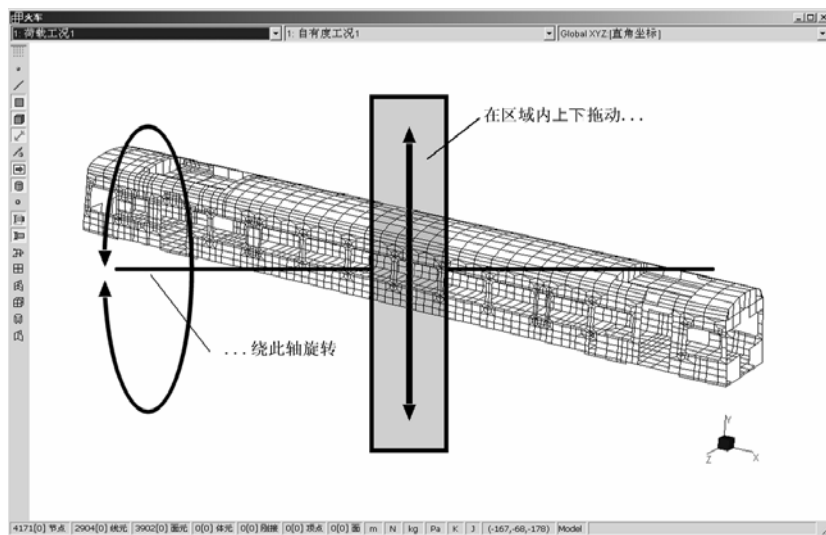 火车
1: 荷载工况1
1: 自有度工况1
Global XYZ:[直角坐标]
在区域内上下拖动...
...绕此轴旋转
Y
Z
X
4171[0] 节点 2904[0] 线元 3902[0] 面元 0[0] 体元 0[0] 刚接 0[0] 顶点 0[0] 面 m N kg Pa K J (-167,-68,-178) Model